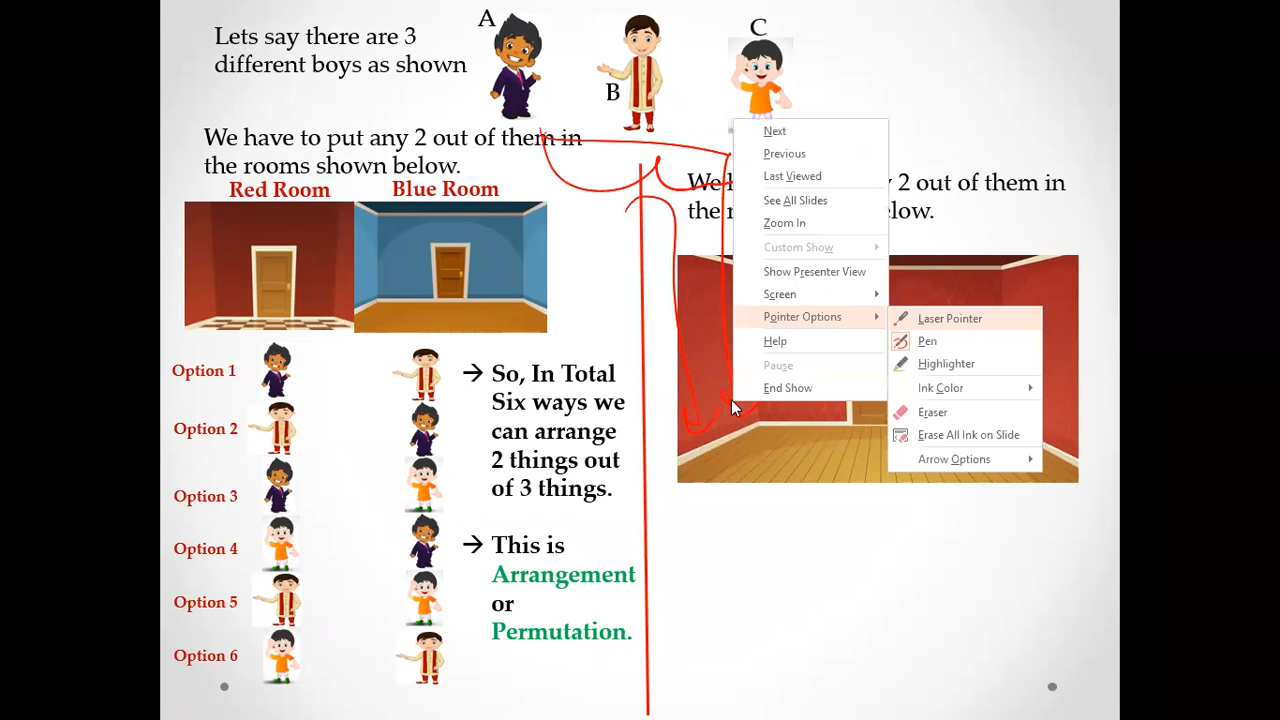 Lets say there are 3
different boys as shown
A
B
C
We have to put any 2 out of them in
the rooms shown below.
Red Room
Blue Room
Option 1
Option 2
Option 3
Option 4
Option 5
Option 6
→ So, In Total
Six ways we
can arrange
2 things out
of 3 things.
→ This is
Arrangement
or
Permutation.
We 2 out of them in
the low.
Next
Previous
Last Viewed
See All Slides
Zoom In
Custom Show
Show Presenter View
Screen
Pointer Options
Help
Pause
End Show
Laser Pointer
Pen
Highlighter
Ink Color
Eraser
Erase All Ink on Slide
Arrow Options